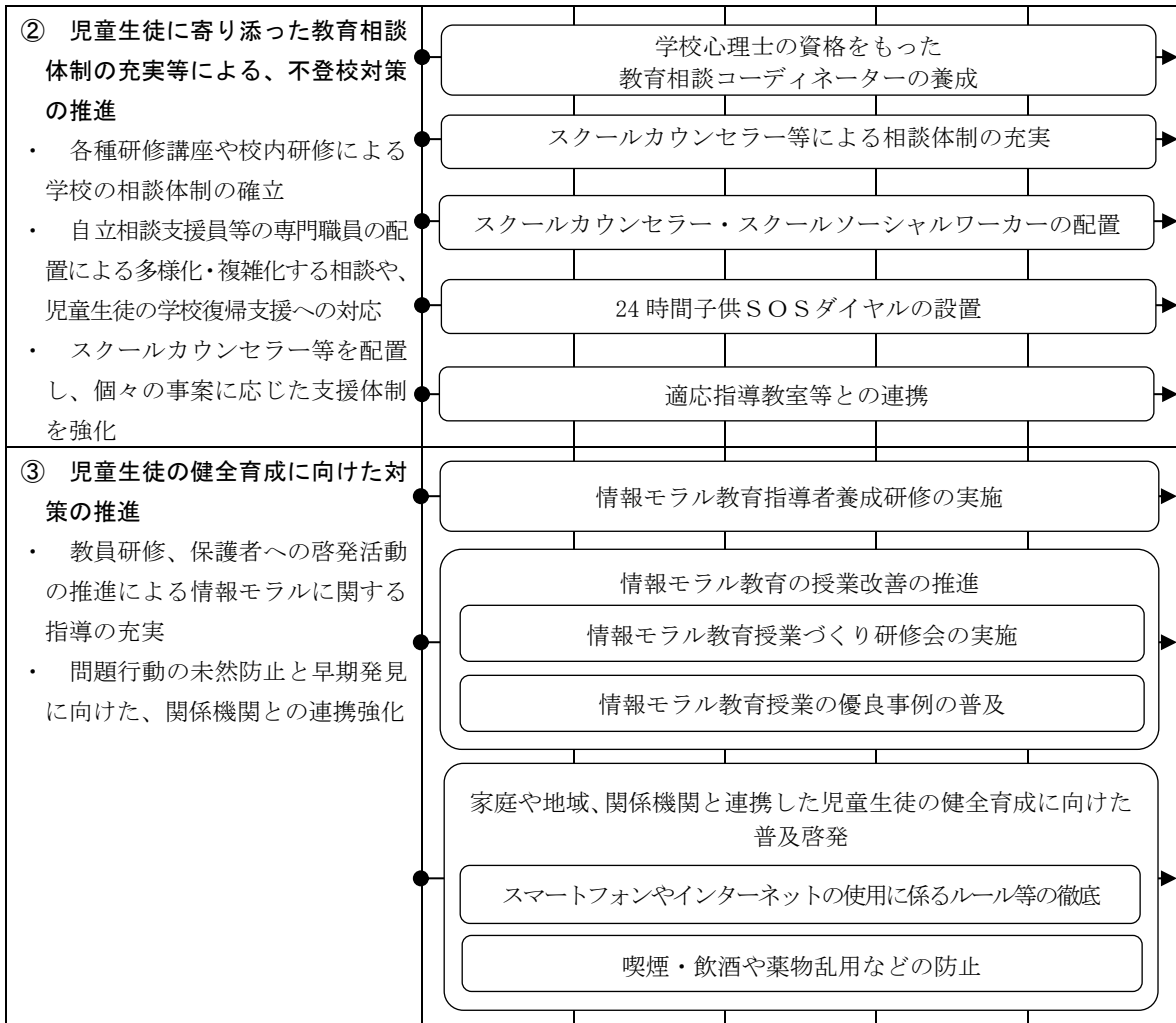 ② 児童生徒に寄り添った教育相談
体制の充実等による、不登校対策
の推進
・ 各種研修講座や校内研修による
学校の相談体制の確立
・ 自立相談支援員等の専門職員の配
置による多様化・複雑化する相談や、
児童生徒の学校復帰支援への対応
・ スクールカウンセラー等を配置
し、個々の事案に応じた支援体制
を強化
学校心理士の資格をもった
教育相談コーディネーターの養成
スクールカウンセラー等による相談体制の充実
スクールカウンセラー・スクールソーシャルワーカーの配置
24 時間子供ＳＯＳダイヤルの設置
適応指導教室等との連携
③ 児童生徒の健全育成に向けた対
策の推進
・ 教員研修、保護者への啓発活動
の推進による情報モラルに関する
指導の充実
・ 問題行動の未然防止と早期発見
に向けた、関係機関との連携強化
情報モラル教育指導者養成研修の実施
情報モラル教育の授業改善の推進
情報モラル教育授業づくり研修会の実施
情報モラル教育授業の優良事例の普及
家庭や地域、関係機関と連携した児童生徒の健全育成に向けた
普及啓発
スマートフォンやインターネットの使用に係るルール等の徹底
喫煙・飲酒や薬物乱用などの防止